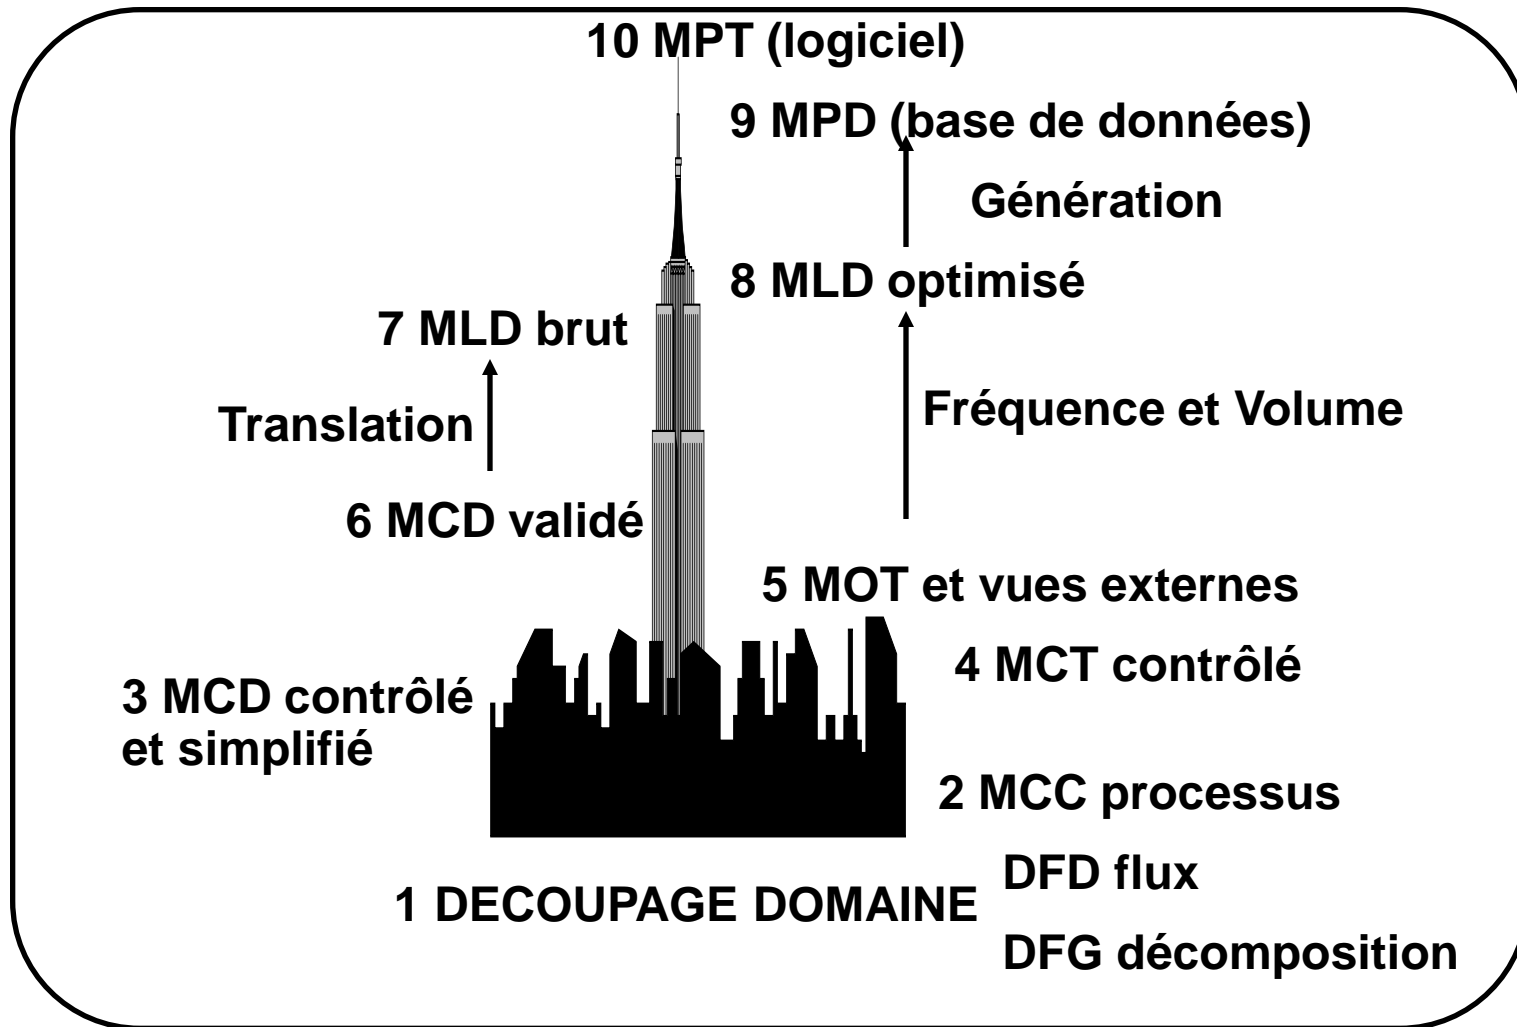 10 MPT (logiciel)
9 MPD (base de données)
Génération
8 MLD optimisé
7 MLD brut
Fréquence et Volume
Translation
6 MCD validé
5 MOT et vues externes
4 MCT contrôlé
3 MCD contrôlé
et simplifié
2 MCC processus
DFD flux
1 DECOUPAGE DOMAINE
DFG décomposition